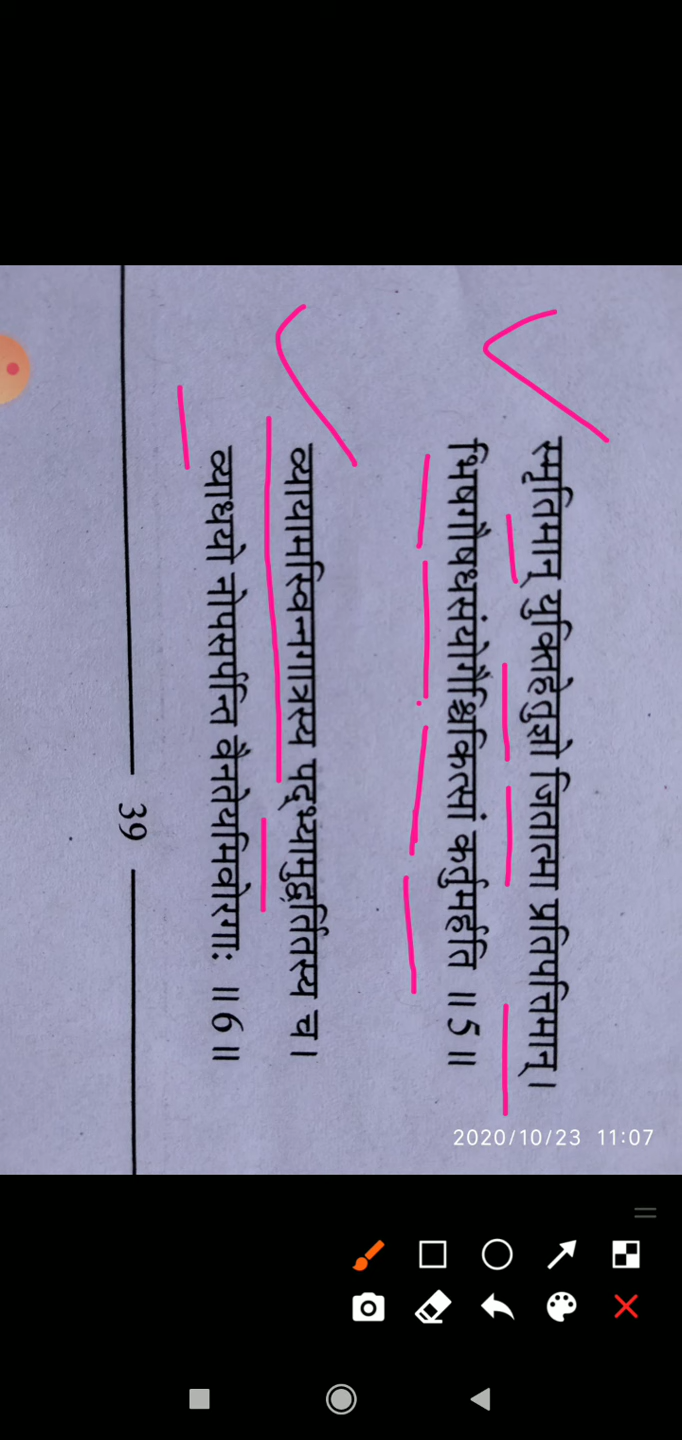 स्मृतिमान् युक्तिहेतुज्ञो जितात्मा प्रतिपत्तिमान्।
भिषगौषधसंयोगैश्चिकित्सां कर्तुमर्हति ॥5॥
व्यायामस्विन्नगात्रस्य पद्भ्यामुद्वर्तितस्य च।
व्याधयो नोपसर्पन्ति वैनतेयमिवोरगाः ॥6॥
39
2020/10/23 11:07